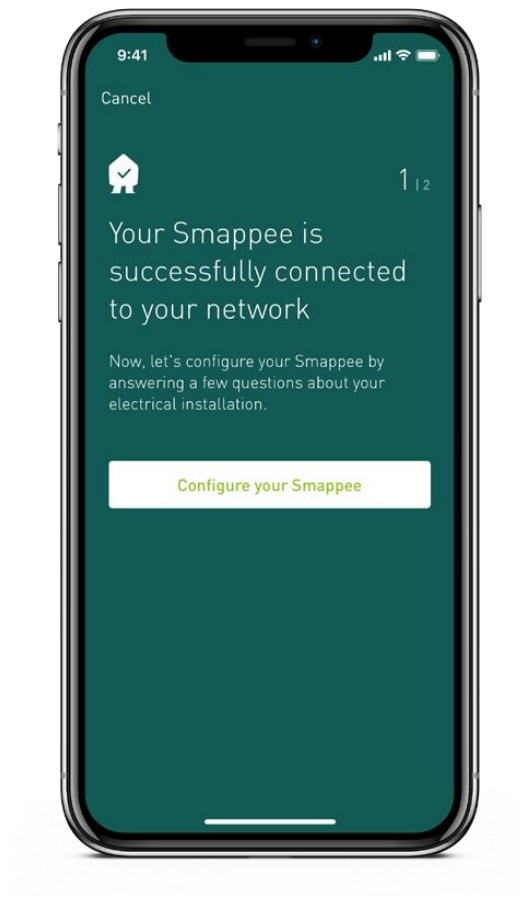 9:41
Cancel
1 | 2
Your Smappee is
successfully connected
to your network
Now, let's configure your Smappee by
answering a few questions about your
electrical installation.
Configure your Smappee